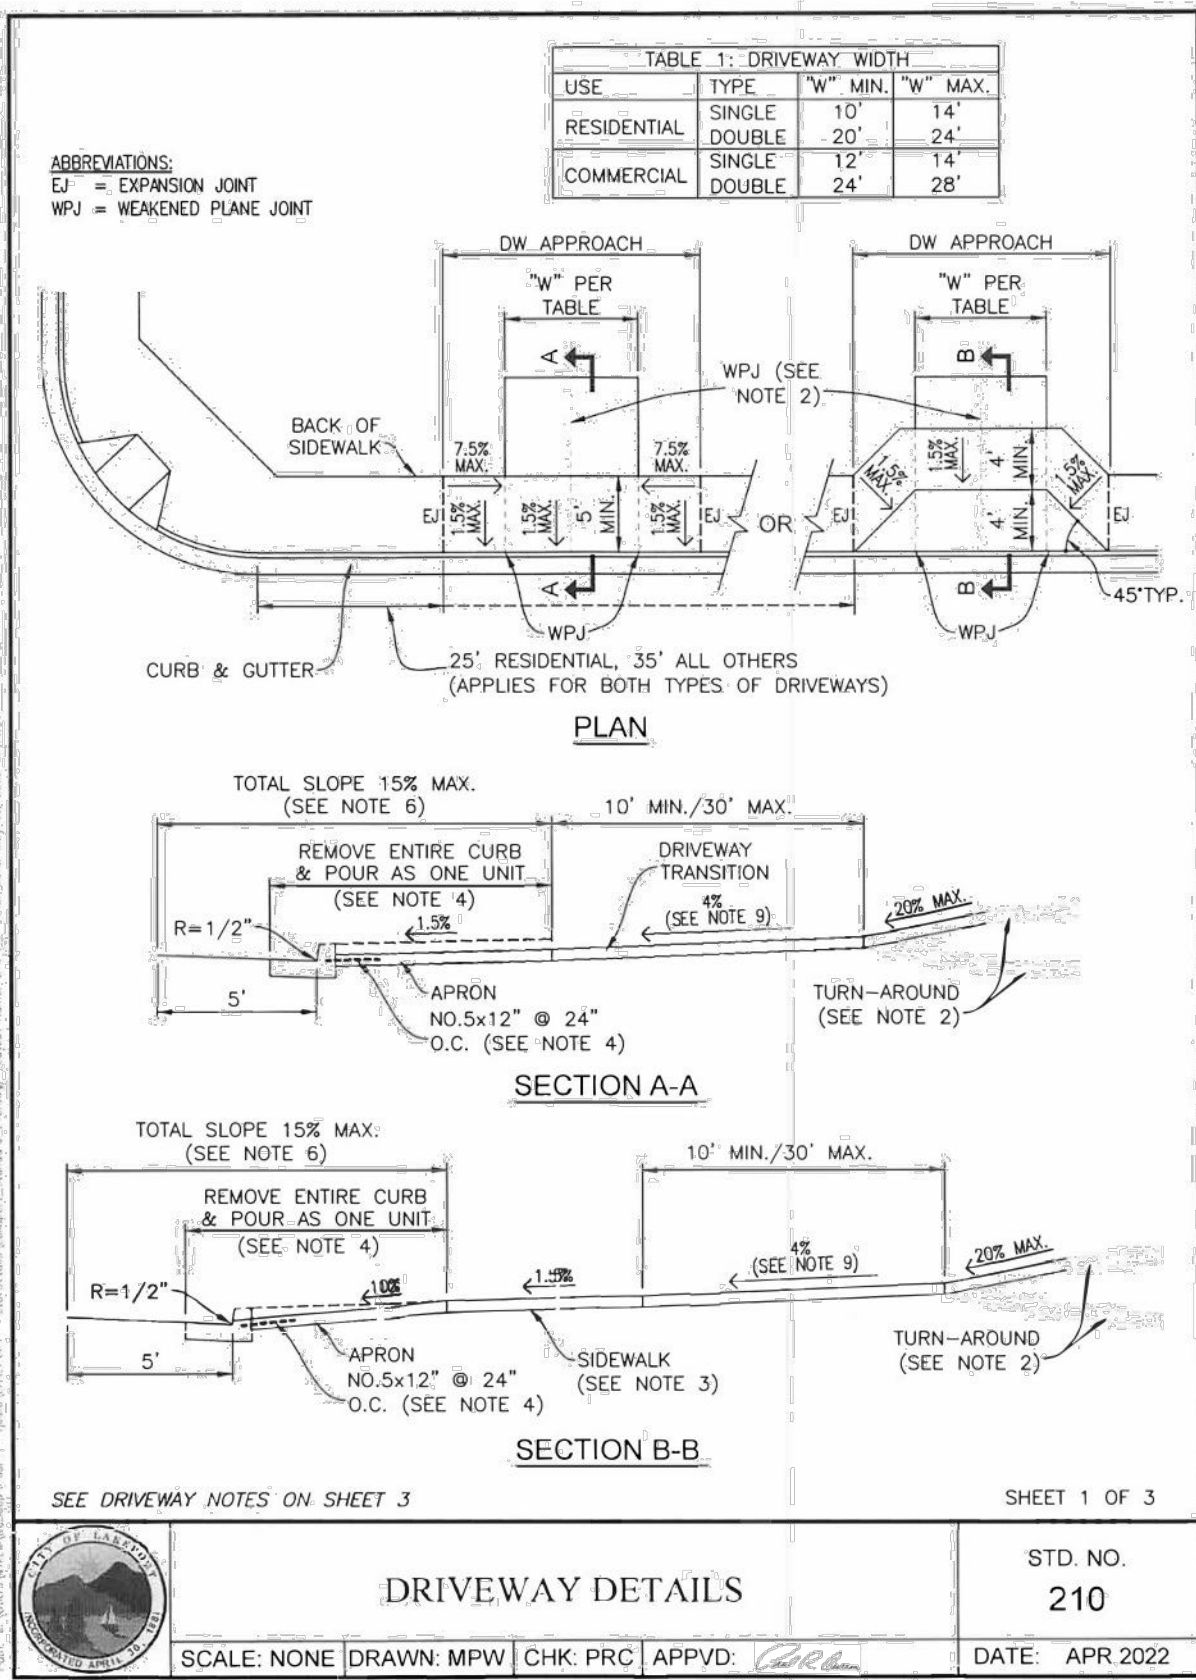 TABLE 1: DRIVEWAY WIDTH
USE TYPE "W" MIN. "W" MAX.
RESIDENTIAL SINGLE 10' 14'
DOUBLE 20' 24'
COMMERCIAL SINGLE 12' 14'
DOUBLE 24' 28'
ABBREVIATIONS:
EJ = EXPANSION JOINT
WPJ = WEAKENED PLANE JOINT
DW APPROACH
DW APPROACH
"W" PER
TABLE
"W" PER
TABLE
A
B
WPJ (SEE
NOTE 2)
BACK OF
SIDEWALK
7.5%
MAX.
7.5%
MAX.
1.5%
MAX.
1.5%
MAX.
1.5%
MAX.
5'
MIN.
EJ
EJ
OR
EJ
EJ
1.5%
MAX.
1.5%
MAX.
1.5%
MAX.
4'
MIN.
4'
MIN.
A
B
45°TYP.
WPJ
WPJ
CURB & GUTTER
25' RESIDENTIAL, 35' ALL OTHERS
(APPLIES FOR BOTH TYPES OF DRIVEWAYS)
PLAN
TOTAL SLOPE 15% MAX.
(SEE NOTE 6)
10' MIN./30' MAX.
REMOVE ENTIRE CURB
& POUR AS ONE UNIT
(SEE NOTE 4)
DRIVEWAY
TRANSITION
4%
(SEE NOTE 9)
20% MAX.
R=1/2"
1.5%
5'
APRON
NO.5x12" @ 24"
O.C. (SEE NOTE 4)
TURN-AROUND
(SEE NOTE 2)
SECTION A-A
TOTAL SLOPE 15% MAX.
(SEE NOTE 6)
10' MIN./30' MAX.
REMOVE ENTIRE CURB
& POUR AS ONE UNIT
(SEE NOTE 4)
4%
(SEE NOTE 9)
20% MAX.
R=1/2"
5'
APRON
NO.5x12" @ 24"
O.C. (SEE NOTE 4)
SIDEWALK
(SEE NOTE 3)
TURN-AROUND
(SEE NOTE 2)
SECTION B-B
SEE DRIVEWAY NOTES ON SHEET 3
SHEET 1 OF 3
CITY OF LAKEPORT
INCORPORATED APRIL 30, 1881
DRIVEWAY DETAILS
STD. NO.
210
SCALE: NONE DRAWN: MPW CHK: PRC APPVD:
DATE: APR 2022